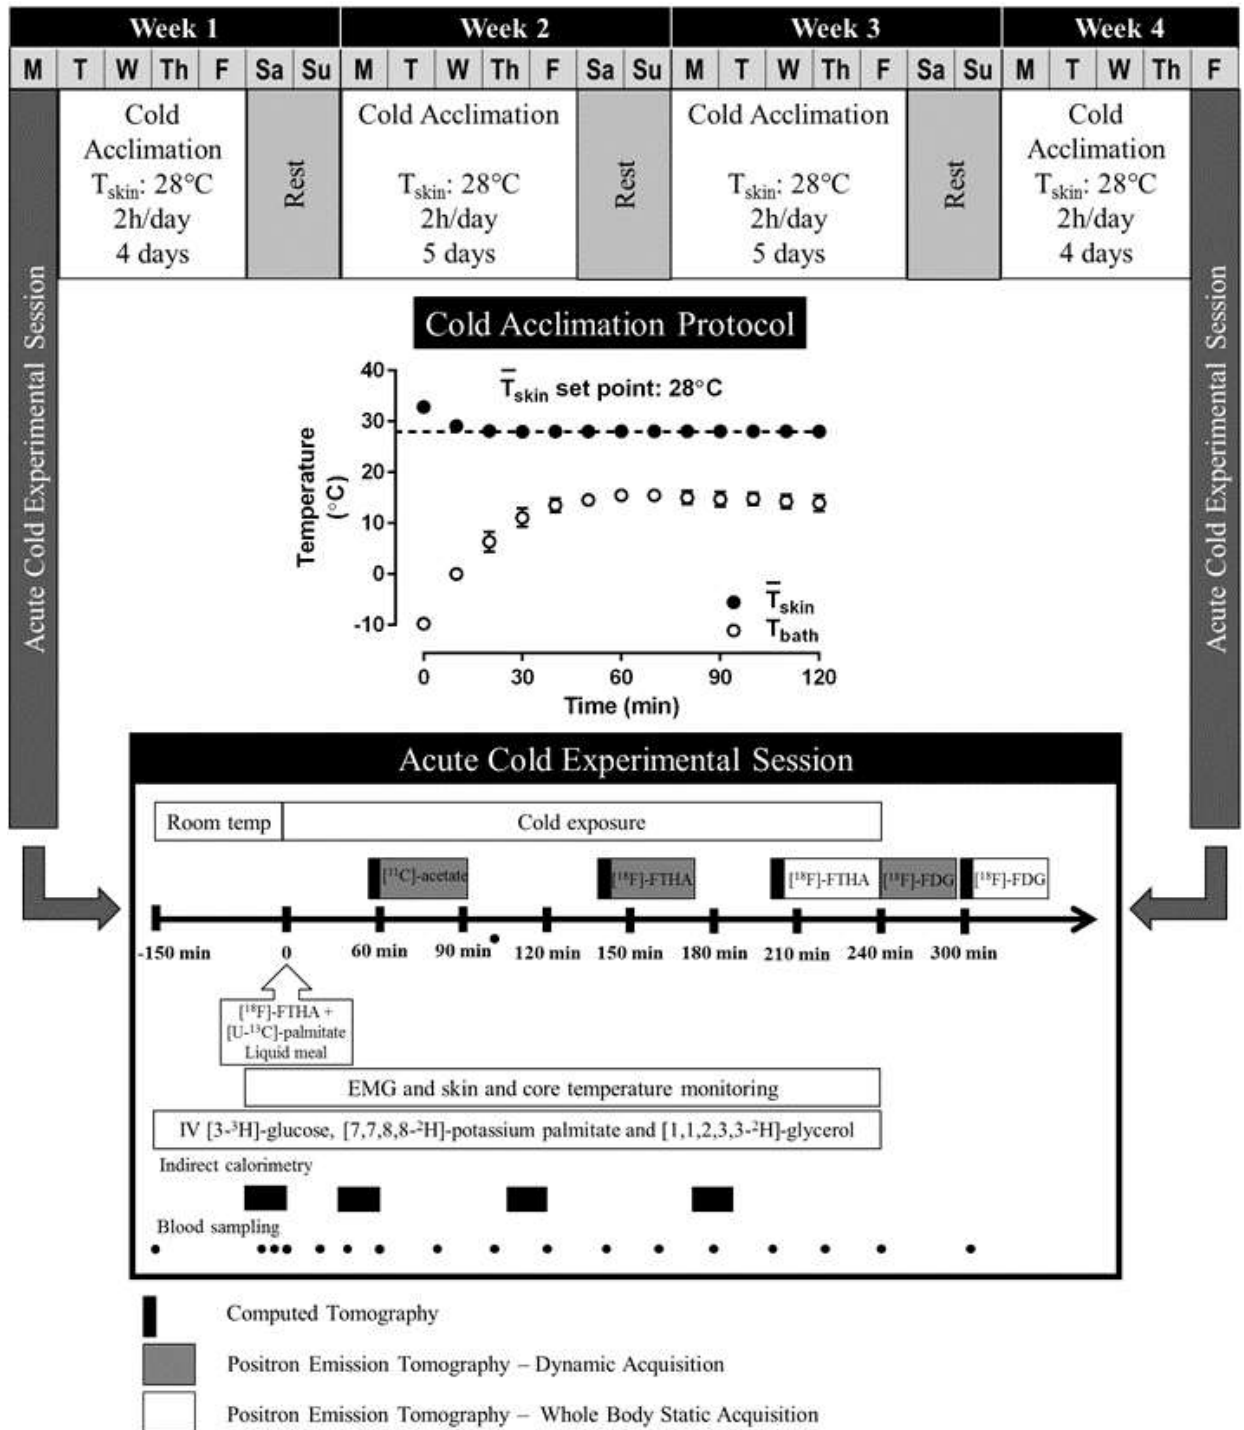 Week 1 Week 2 Week 3 Week 4
M T W Th F Sa Su M T W Th F Sa Su M T W Th F Sa Su M T W Th F
Acute Cold Experimental Session
Cold
Acclimation
Tskin: 28°C
2h/day
4 days
Rest
Cold Acclimation
Tskin: 28°C
2h/day
5 days
Rest
Cold Acclimation
Tskin: 28°C
2h/day
5 days
Rest
Cold
Acclimation
Tskin: 28°C
2h/day
4 days
Acute Cold Experimental Session
Cold Acclimation Protocol
T̅skin set point: 28°C
Temperature
(°C)
40
30
20
10
0
-10
T̅skin
T̅bath
0 30 60 90 120
Time (min)
Acute Cold Experimental Session
Room temp Cold exposure
[¹¹C]-acetate [¹⁸F]-FTHA [¹⁸F]-FTHA [¹⁸F]-FDG [¹⁸F]-FDG
-150 min 0 60 min 90 min 120 min 150 min 180 min 210 min 240 min 300 min
[¹⁸F]-FTHA +
[U-¹³C]-palmitate
Liquid meal
EMG and skin and core temperature monitoring
IV [3-³H]-glucose, [7,7,8,8-²H]-potassium palmitate and [1,1,2,3,3-²H]-glycerol
Indirect calorimetry
Blood sampling
Computed Tomography
Positron Emission Tomography – Dynamic Acquisition
Positron Emission Tomography – Whole Body Static Acquisition